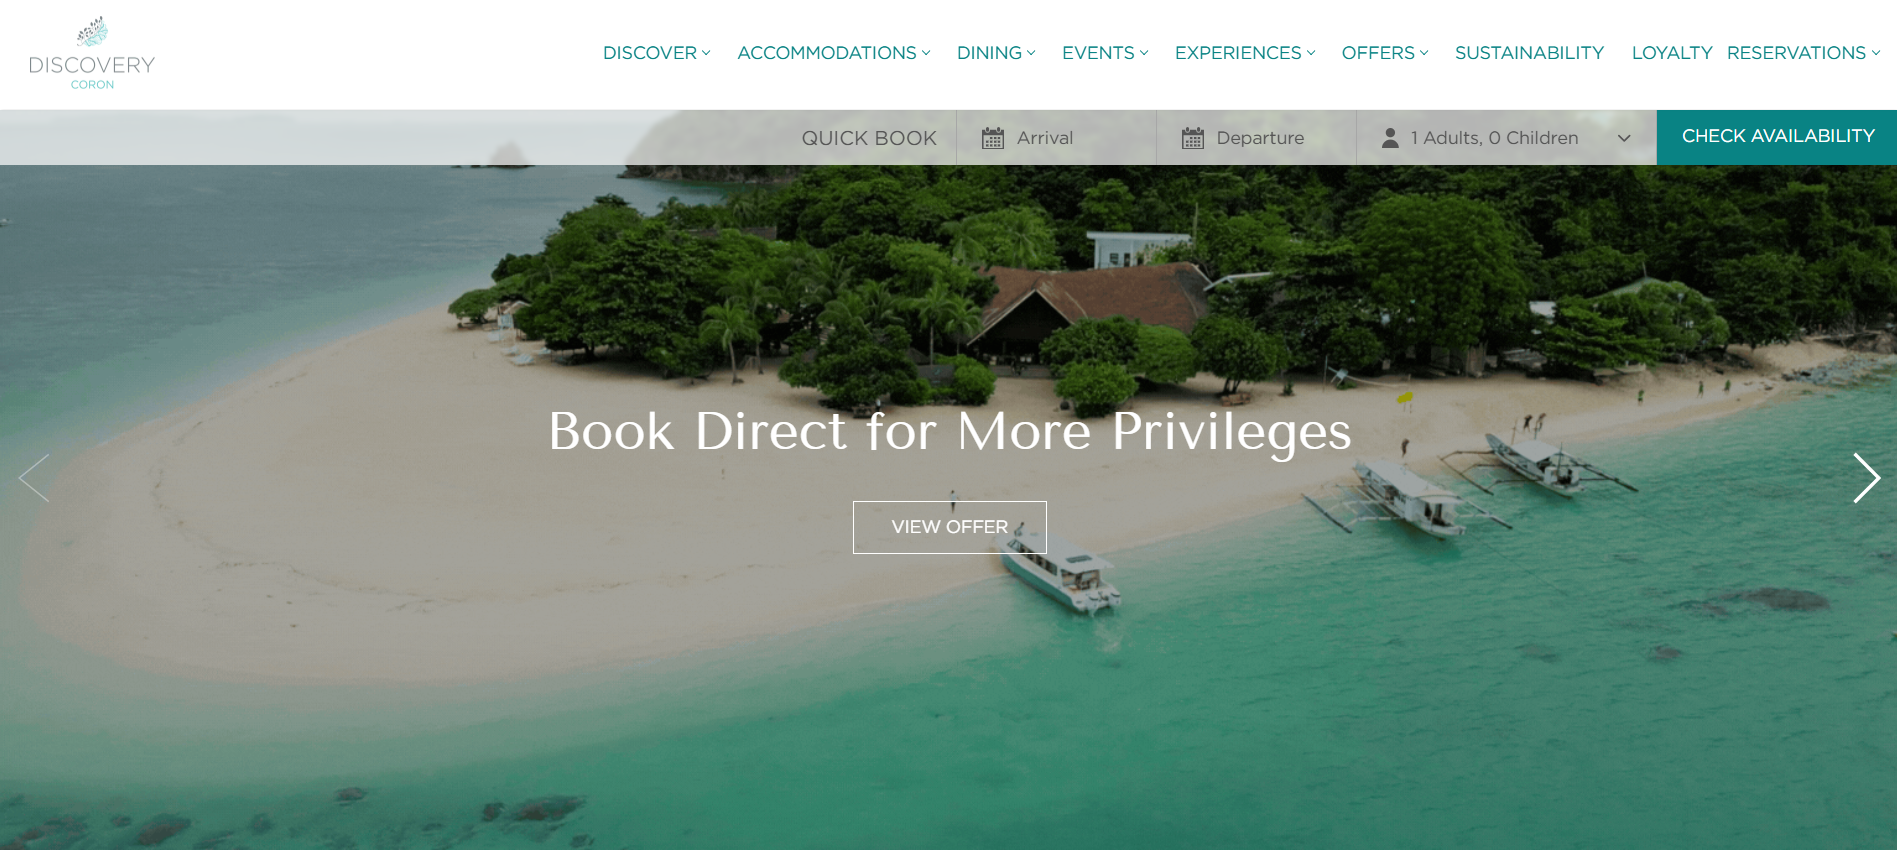 DISCOVERY
CORON
DISCOVER
ACCOMMODATIONS
DINING
EVENTS
EXPERIENCES
OFFERS
SUSTAINABILITY
LOYALTY
RESERVATIONS
QUICK BOOK
Arrival
Departure
1 Adults, 0 Children
CHECK AVAILABILITY
Book Direct for More Privileges
VIEW OFFER